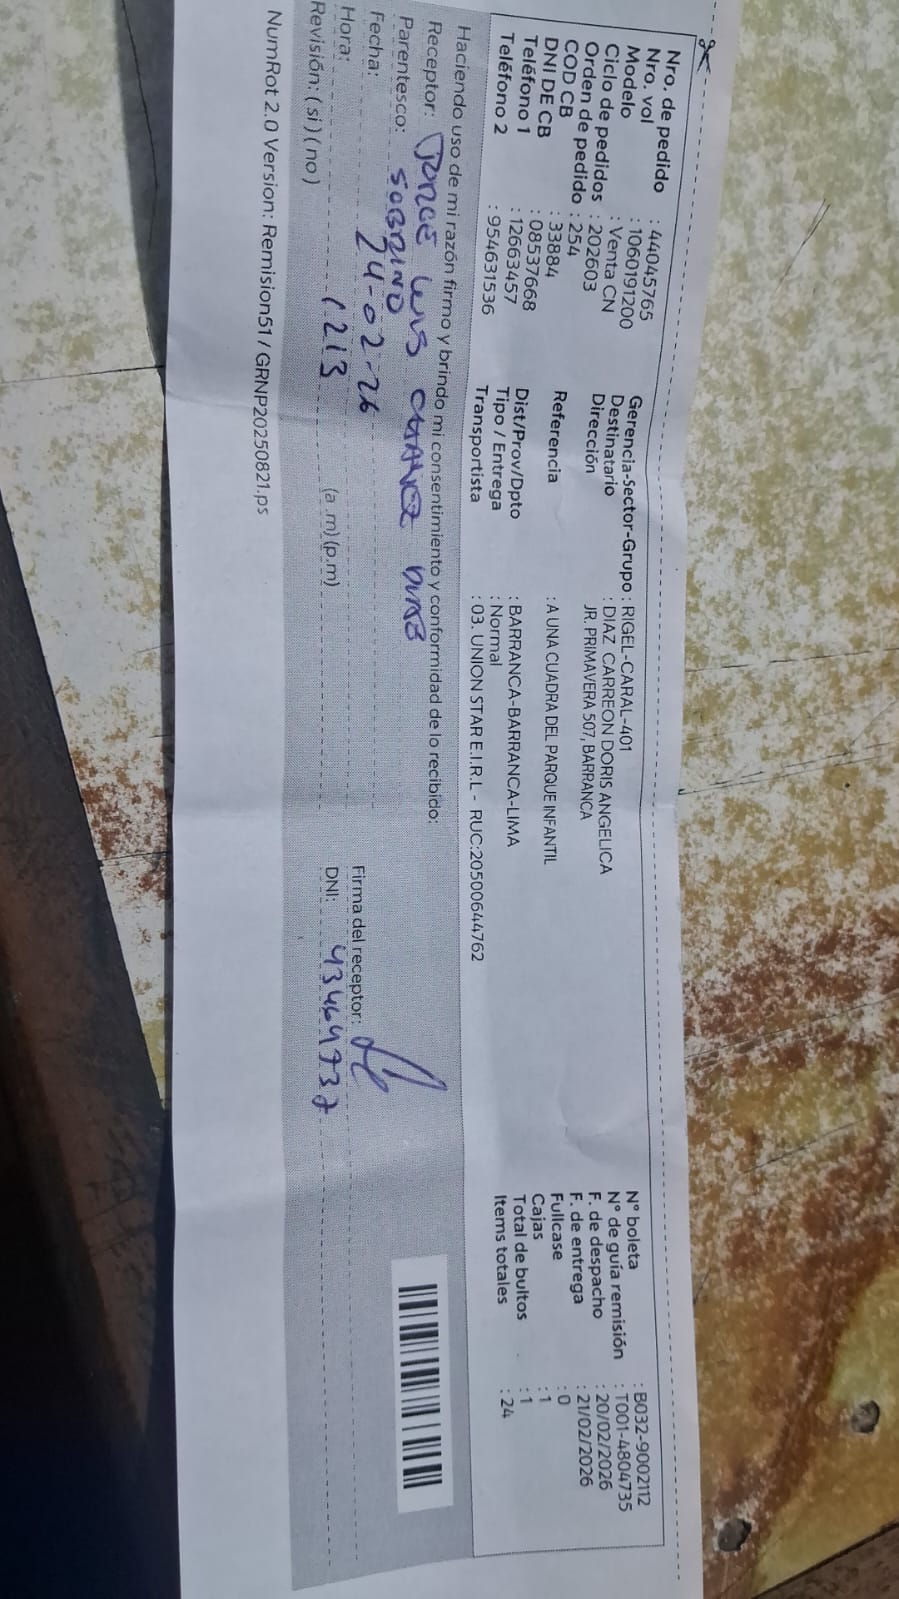 Nro. de pedido : 44045765
Nro. vol : 1060191200
Modelo : Venta CN
Ciclo de pedidos : 202603
Orden de pedido : 254
COD CB : 33884
DNI DE CB : 08537668
Teléfono 1 : 12663457
Teléfono 2 : 954631536
Gerencia-Sector-Grupo : RIGEL-CARAL-401
Destinatario : DIAZ CARREON DORIS ANGELICA
Dirección JR. PRIMAVERA 507, BARRANCA
Referencia : A UNA CUADRA DEL PARQUE INFANTIL
Dist/Prov/Dpto : BARRANCA-BARRANCA-LIMA
Tipo / Entrega : Normal
Transportista : 03. UNION STAR E.I.R.L - RUC:20500644762
N° boleta : B032-9002112
N° de guía remisión : T001-4804735
F. de despacho : 20/02/2026
F. de entrega : 21/02/2026
Fullcase : 0
Cajas : 1
Total de bultos : 1
Items totales : 24
Haciendo uso de mi razón firmo y brindo mi consentimiento y conformidad de lo recibido:
Receptor: JORGE LUIS
Parentesco: SOBRINO
Fecha: 24-02-26
Hora: 1213 (a.m)(p.m)
Revisión: (si) (no)
Firma del receptor:
DNI:
NumRot 2.0 Version: Remision51 / GRNP20250821.ps